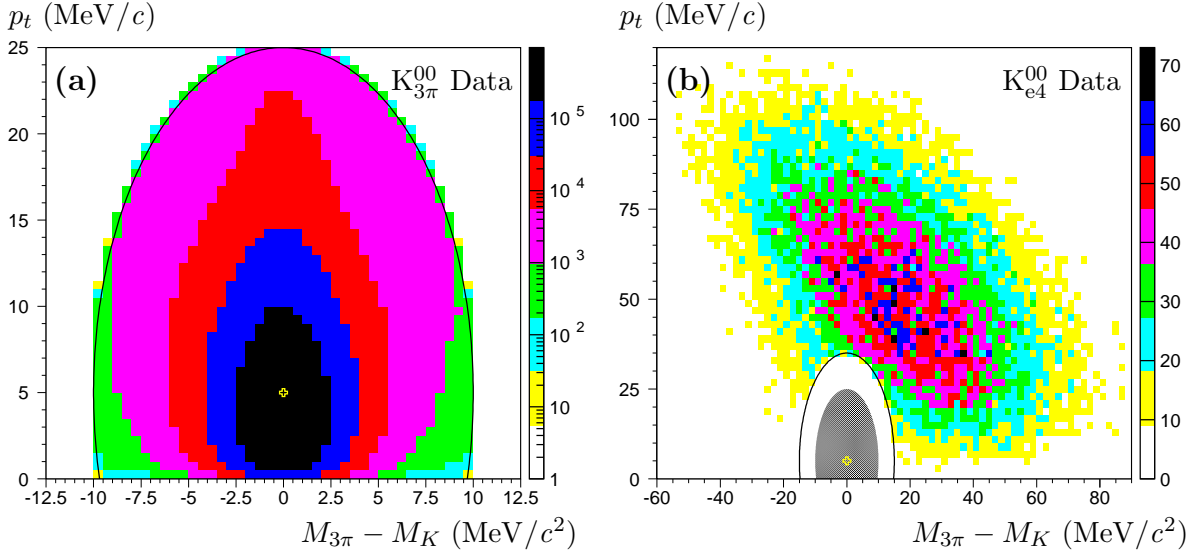 p_t (MeV/c)
25
20
15
10
5
0
(a)
K_{3π}^{00} Data
10^5
10^4
10^3
10^2
10
1
-12.5 -10 -7.5 -5 -2.5 0 2.5 5 7.5 10 12.5
M_{3π} − M_K (MeV/c²)
p_t (MeV/c)
100
75
50
25
0
(b)
K_{e4}^{00} Data
70
60
50
40
30
20
10
0
-60 -40 -20 0 20 40 60 80
M_{3π} − M_K (MeV/c²)